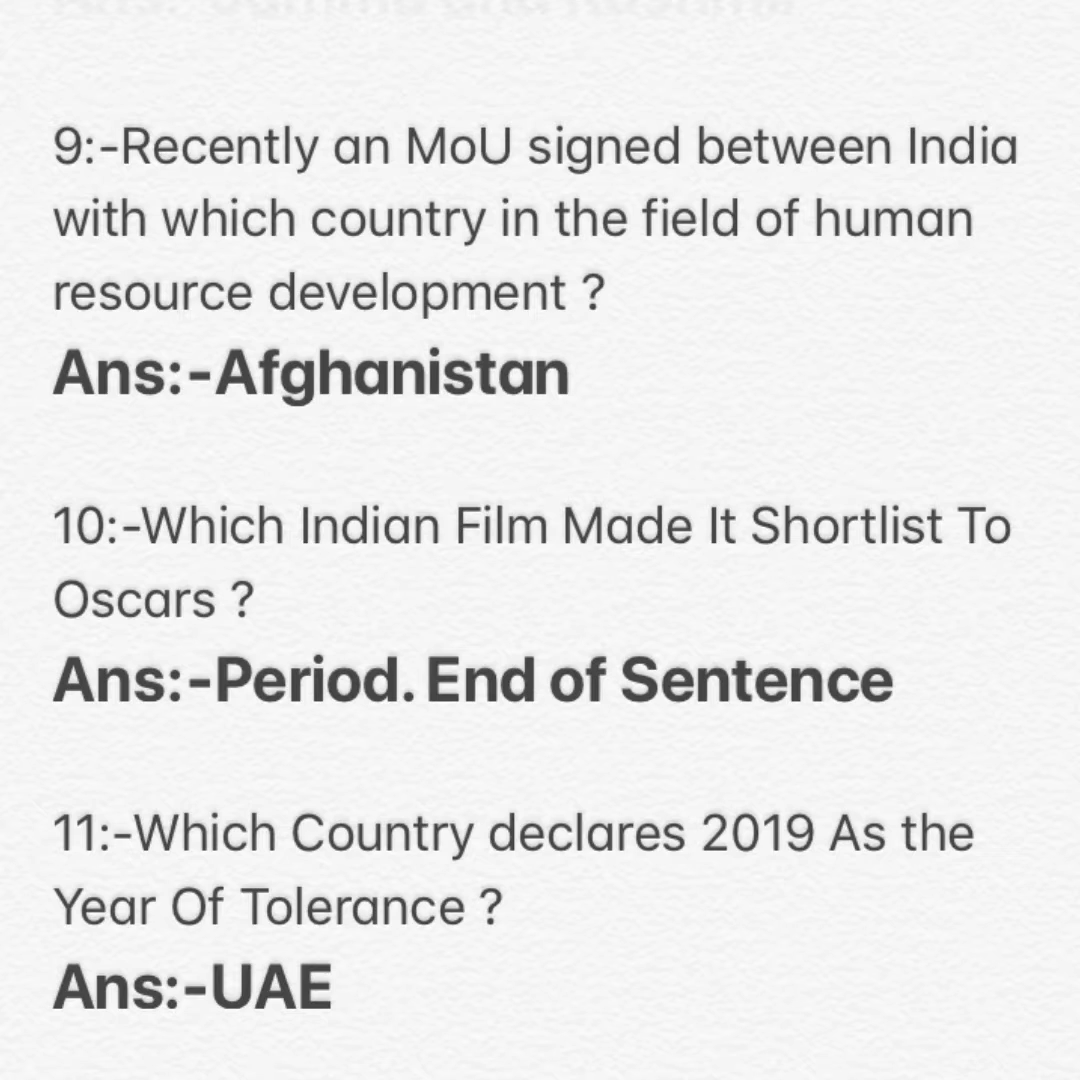 9:-Recently an MoU signed between India
with which country in the field of human
resource development ?
Ans:-Afghanistan
10:-Which Indian Film Made It Shortlist To
Oscars ?
Ans:-Period. End of Sentence
11:-Which Country declares 2019 As the
Year Of Tolerance ?
Ans:-UAE